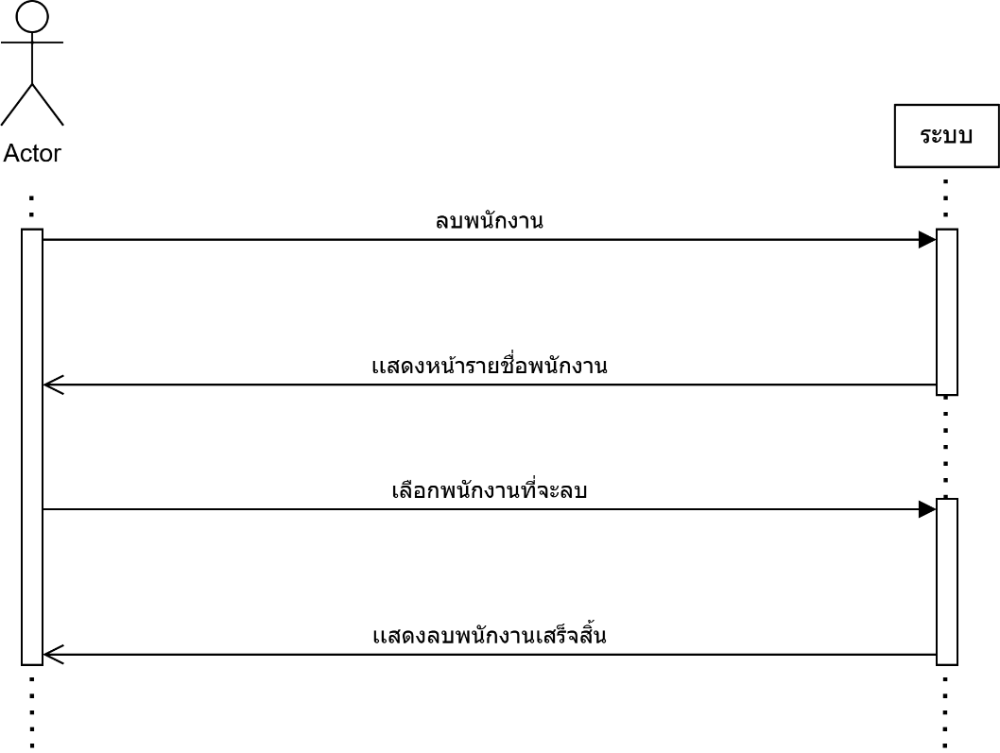 Actor
ระบบ
ลบพนักงาน
แสดงหน้ารายชื่อพนักงาน
เลือกพนักงานที่จะลบ
แสดงลบพนักงานเสร็จสิ้น